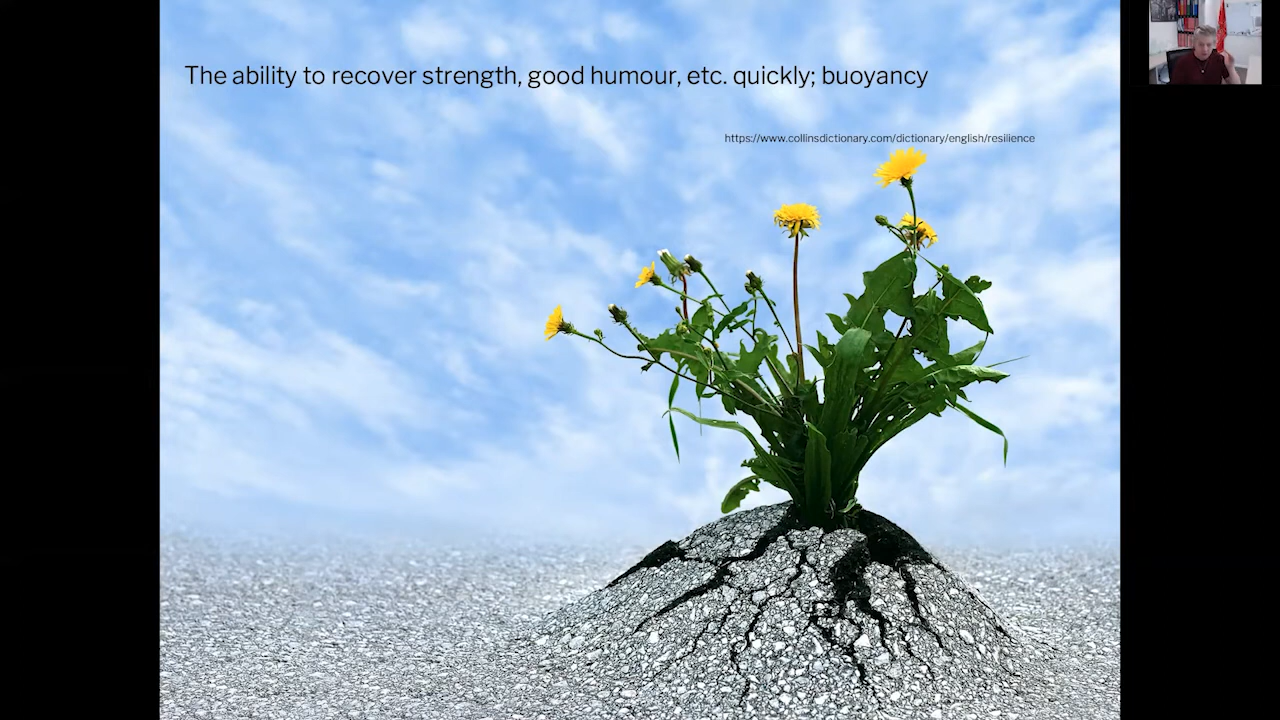 The ability to recover strength, good humour, etc. quickly; buoyancy
https://www.collinsdictionary.com/dictionary/english/resilience